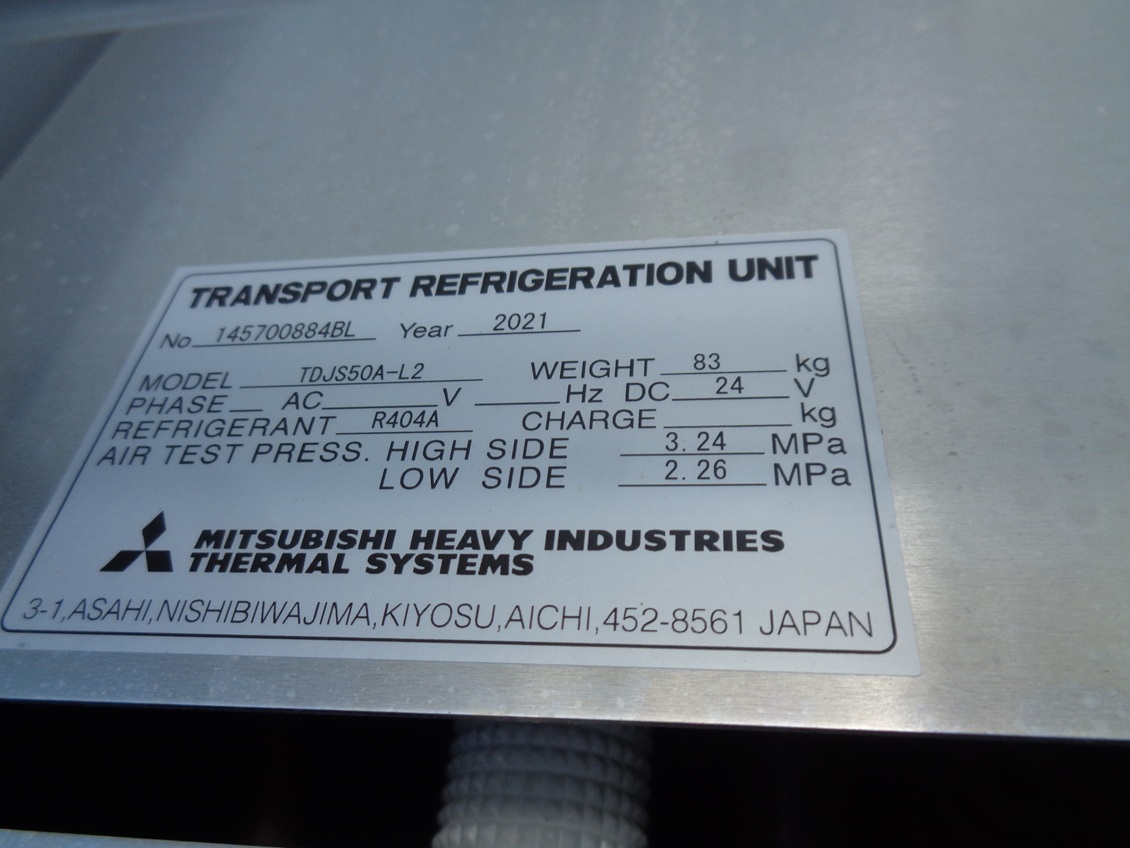 TRANSPORT REFRIGERATION UNIT
No 145700884BL Year 2021
MODEL TDJS50A-L2 WEIGHT 83 kg
PHASE AC V Hz DC 24 V
REFRIGERANT R404A CHARGE kg
AIR TEST PRESS. HIGH SIDE 3.24 MPa
LOW SIDE 2.26 MPa
MITSUBISHI HEAVY INDUSTRIES
THERMAL SYSTEMS
3-1,ASAHI,NISHIBIWAJIMA,KIYOSU,AICHI,452-8561 JAPAN